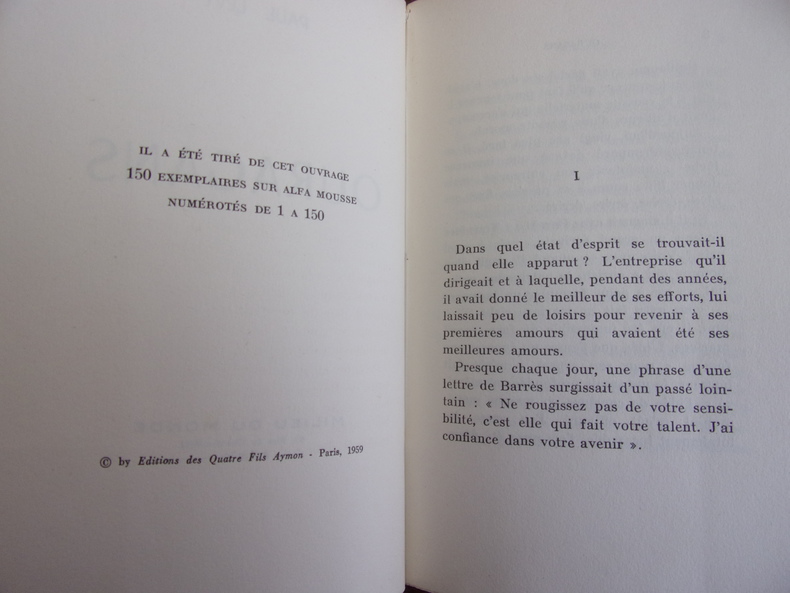 IL A ÉTÉ TIRÉ DE CET OUVRAGE
150 EXEMPLAIRES SUR ALFA MOUSSE
NUMÉROTÉS DE 1 A 150
© by Editions des Quatre Fils Aymon - Paris, 1959
I
Dans quel état d'esprit se trouvait-il
quand elle apparut ? L'entreprise qu'il
dirigeait et à laquelle, pendant des années,
il avait donné le meilleur de ses efforts, lui
laissait peu de loisirs pour revenir à ses
premières amours qui avaient été ses
meilleures amours.
Presque chaque jour, une phrase d'une
lettre de Barrès surgissait d'un passé loin-
tain : « Ne rougissez pas de votre sensi-
bilité, c'est elle qui fait votre talent. J'ai
confiance dans votre avenir ».